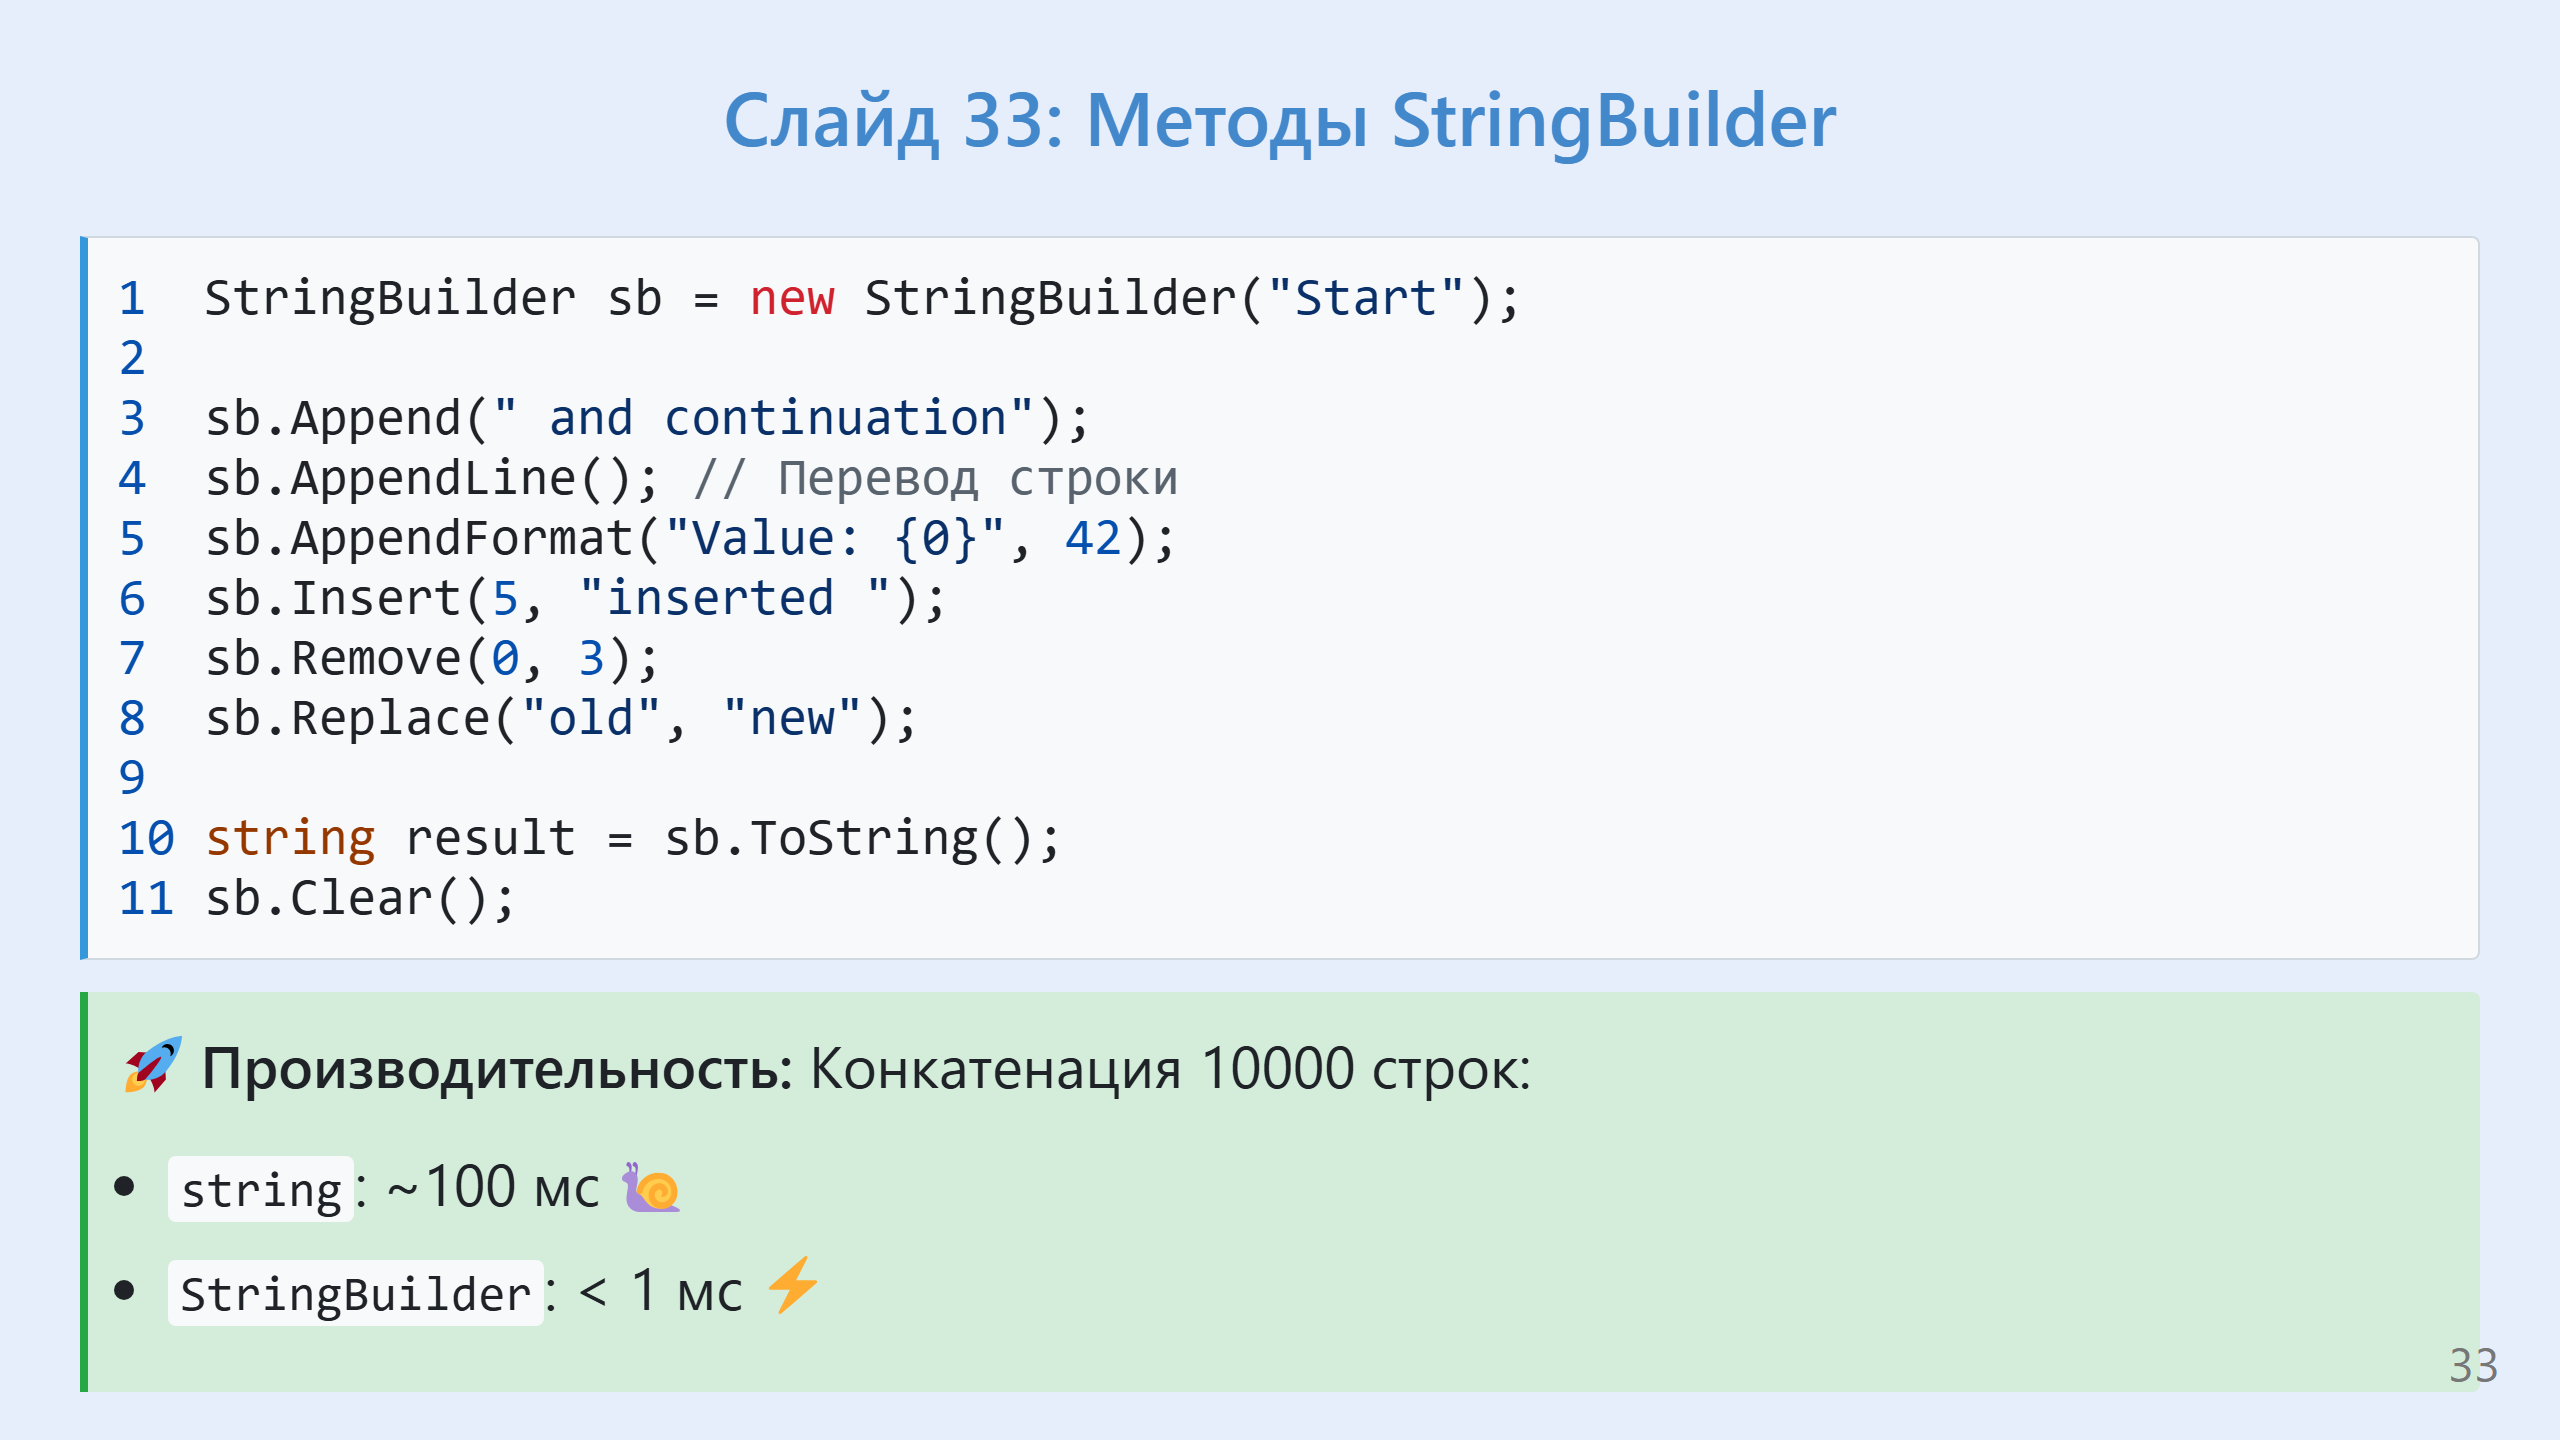 Слайд 33: Методы StringBuilder
1 StringBuilder sb = new StringBuilder("Start");
2
3 sb.Append(" and continuation");
4 sb.AppendLine(); // Перевод строки
5 sb.AppendFormat("Value: {0}", 42);
6 sb.Insert(5, "inserted ");
7 sb.Remove(0, 3);
8 sb.Replace("old", "new");
9
10 string result = sb.ToString();
11 sb.Clear();
🚀 Производительность: Конкатенация 10000 строк:
• string: ~100 мс 🐌
• StringBuilder: < 1 мс ⚡
33